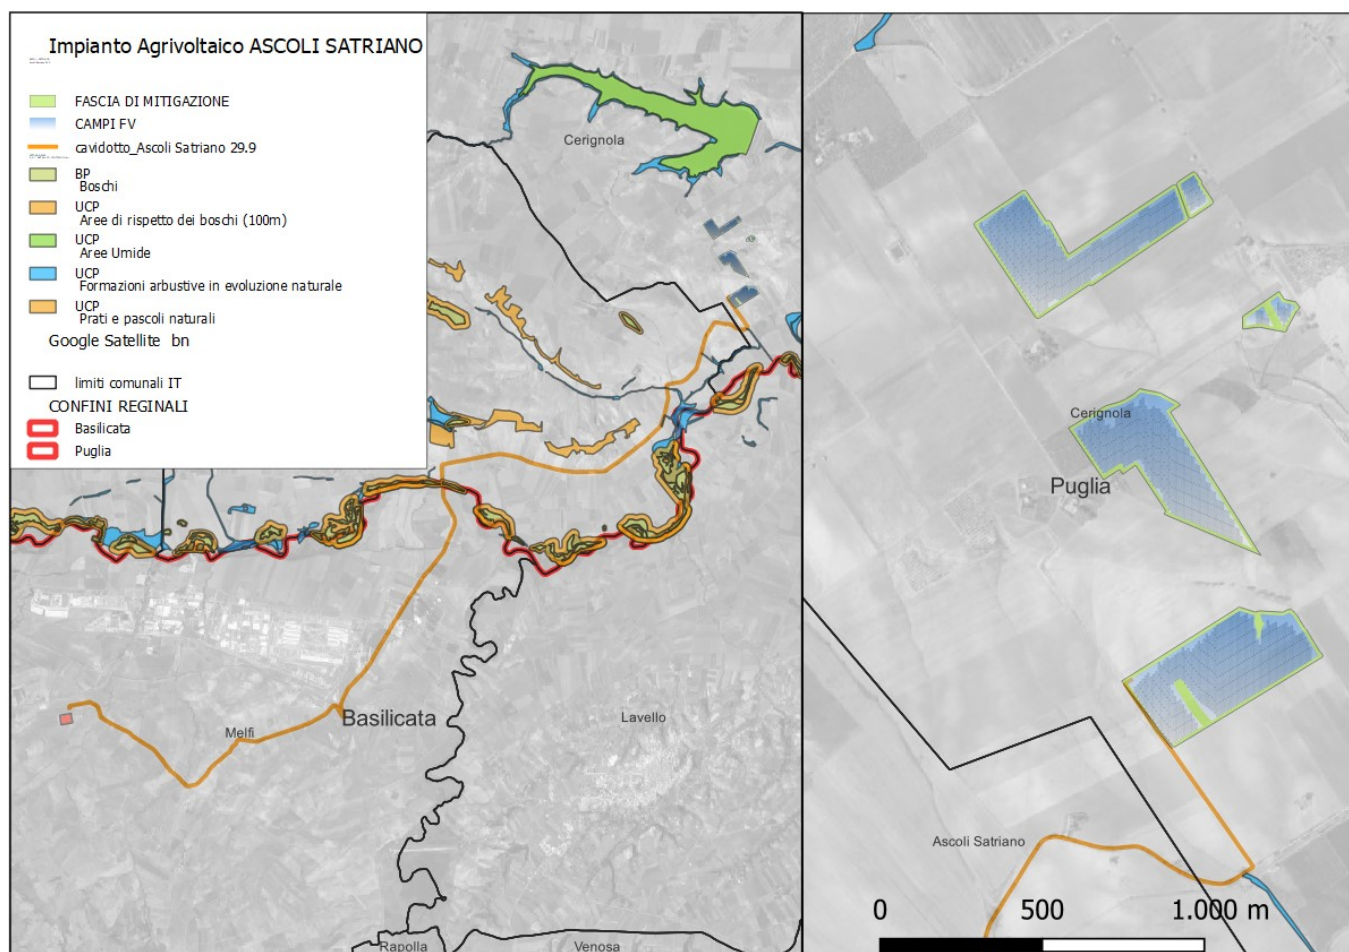 Impianto Agrivoltaico ASCOLI SATRIANO
FASCIA DI MITIGAZIONE
CAMPI FV
cavidotto_Ascoli Satriano 29.9
BP
Boschi
UCP
Aree di rispetto dei boschi (100m)
UCP
Aree Umide
UCP
Formazioni arbustive in evoluzione naturale
UCP
Prati e pascoli naturali
Google Satellite bn
limiti comunali IT
CONFINI REGINALI
Basilicata
Puglia
Cerignola
Basilicata
Melfi
Lavello
Rapolla
Venosa
Cerignola
Puglia
Ascoli Satriano
0
500
1.000 m